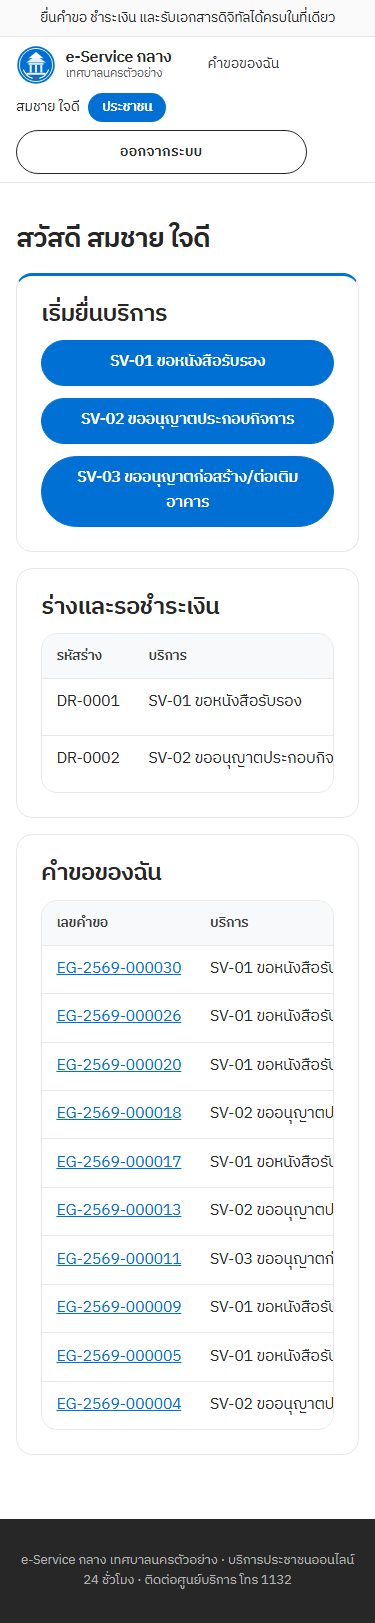 ยื่นคำขอ ชำระเงิน และรับเอกสารดิจิทัลได้ครบในที่เดียว
e-Service กลาง
เทศบาลนครตัวอย่าง
คำขอของฉัน
สมชาย ใจดี ประชาชน
ออกจากระบบ
สวัสดี สมชาย ใจดี
เริ่มยื่นบริการ
SV-01 ขอหนังสือรับรอง
SV-02 ขออนุญาตประกอบกิจการ
SV-03 ขออนุญาตก่อสร้าง/ต่อเติม
อาคาร
ร่างและรอชำระเงิน
รหัสร่าง บริการ
DR-0001 SV-01 ขอหนังสือรับรอง
DR-0002 SV-02 ขออนุญาตประกอบกิจ
คำขอของฉัน
เลขคำขอ บริการ
EG-2569-000030 SV-01 ขอหนังสือรับ
EG-2569-000026 SV-01 ขอหนังสือรับ
EG-2569-000020 SV-01 ขอหนังสือรับ
EG-2569-000018 SV-02 ขออนุญาตป
EG-2569-000017 SV-01 ขอหนังสือรับ
EG-2569-000013 SV-02 ขออนุญาตป
EG-2569-000011 SV-03 ขออนุญาตก่
EG-2569-000009 SV-01 ขอหนังสือรับ
EG-2569-000005 SV-01 ขอหนังสือรับ
EG-2569-000004 SV-02 ขออนุญาตป
e-Service กลาง เทศบาลนครตัวอย่าง · บริการประชาชนออนไลน์
24 ชั่วโมง · ติดต่อศูนย์บริการ โทร 1132